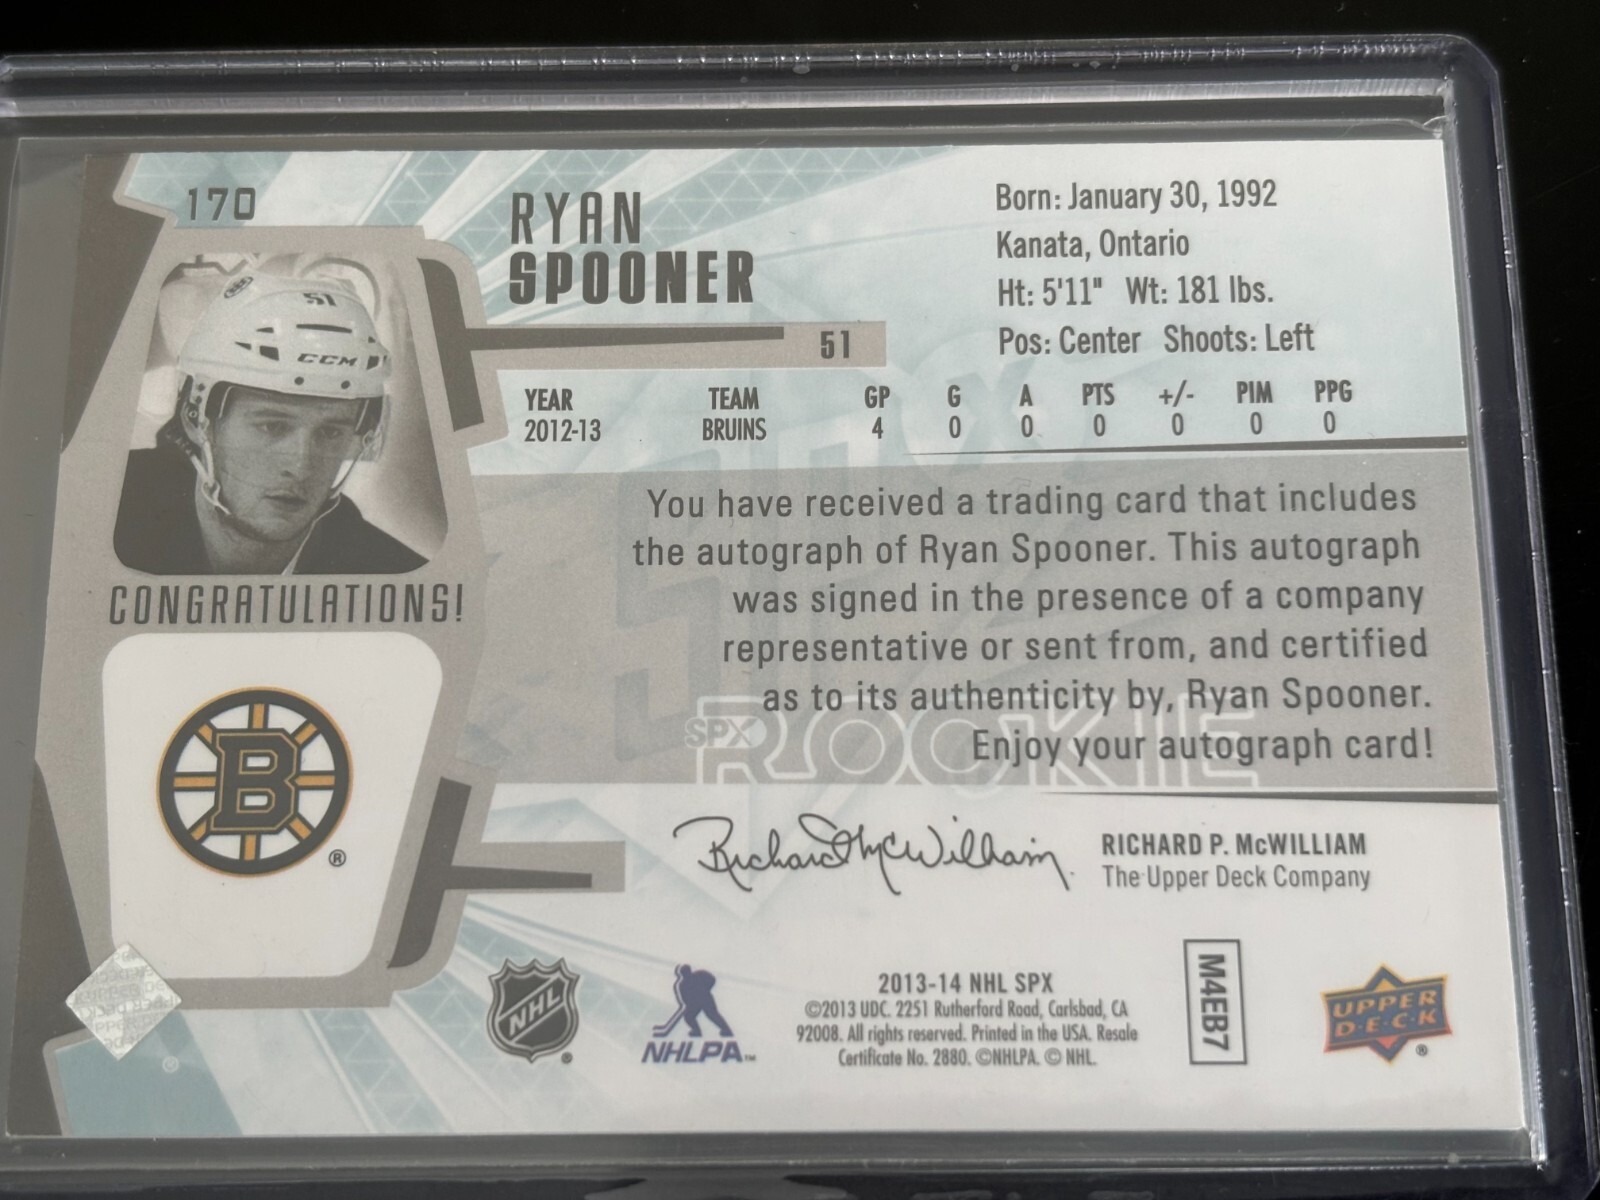 170
RYAN
SPOONER
51
Born: January 30, 1992
Kanata, Ontario
Ht: 5'11" Wt: 181 lbs.
Pos: Center Shoots: Left
YEAR TEAM GP G A PTS +/- PIM PPG
2012-13 BRUINS 4 0 0 0 0 0 0
51
CCM
CONGRATULATIONS!
You have received a trading card that includes
the autograph of Ryan Spooner. This autograph
was signed in the presence of a company
representative or sent from, and certified
as to its authenticity by, Ryan Spooner.
Enjoy your autograph card!
SPX ROOKIE
B
®
Richard McWilliam
RICHARD P. McWILLIAM
The Upper Deck Company
NHL
®
NHLPA™
2013-14 NHL SPX
©2013 UDC. 2251 Rutherford Road, Carlsbad, CA
92008. All rights reserved. Printed in the USA. Resale
Certificate No. 2880. ©NHLPA. © NHL.
M4EB7
UPPER
D·E·C·K
®